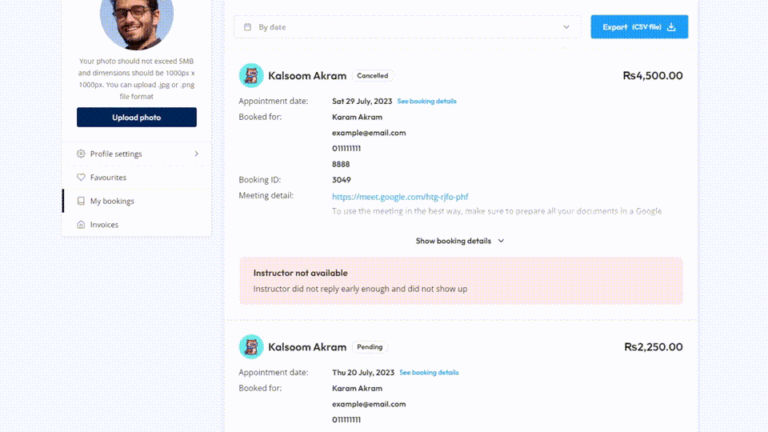 Your photo should not exceed 5MB
and dimensions should be 1000px x
1000px. You can upload .jpg or .png
file format
Upload photo
Profile settings
Favourites
My bookings
Invoices
By date
Export (CSV file)
Kalsoom Akram Cancelled Rs4,500.00
Appointment date: Sat 29 July, 2023 See booking details
Booked for: Karam Akram
example@email.com
01111111
8888
Booking ID: 3049
Meeting detail: https://meet.google.com/htg-rjfo-phf
To use the meeting in the best way, make sure to prepare all your documents in a Google
Show booking details
Instructor not available
Instructor did not reply early enough and did not show up
Kalsoom Akram Pending Rs2,250.00
Appointment date: Thu 20 July, 2023 See booking details
Booked for: Karam Akram
example@email.com
01111111